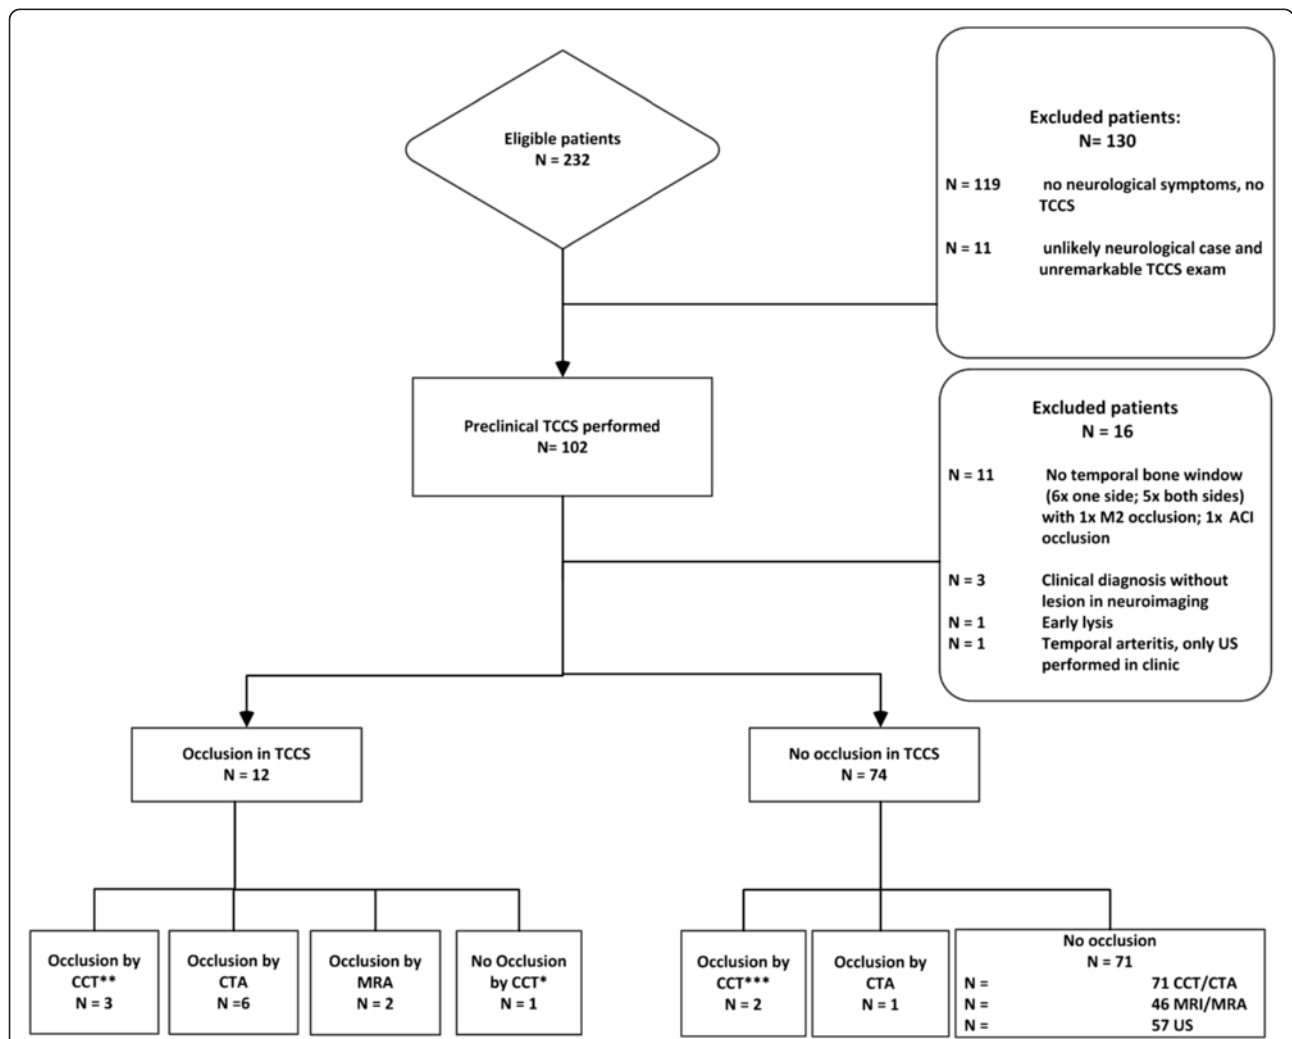 Eligible patients
N = 232
Excluded patients:
N= 130
N = 119 no neurological symptoms, no
TCCS
N = 11 unlikely neurological case and
unremarkable TCCS exam
Preclinical TCCS performed
N= 102
Excluded patients
N = 16
N = 11 No temporal bone window
(6x one side; 5x both sides)
with 1x M2 occlusion; 1x ACI
occlusion
N = 3 Clinical diagnosis without
lesion in neuroimaging
N = 1 Early lysis
N = 1 Temporal arteritis, only US
performed in clinic
Occlusion in TCCS
N = 12
No occlusion in TCCS
N = 74
Occlusion by
CCT**
N = 3
Occlusion by
CTA
N =6
Occlusion by
MRA
N = 2
No Occlusion
by CCT*
N = 1
Occlusion by
CCT***
N = 2
Occlusion by
CTA
N = 1
No occlusion
N = 71
N = 71 CCT/CTA
N = 46 MRI/MRA
N = 57 US